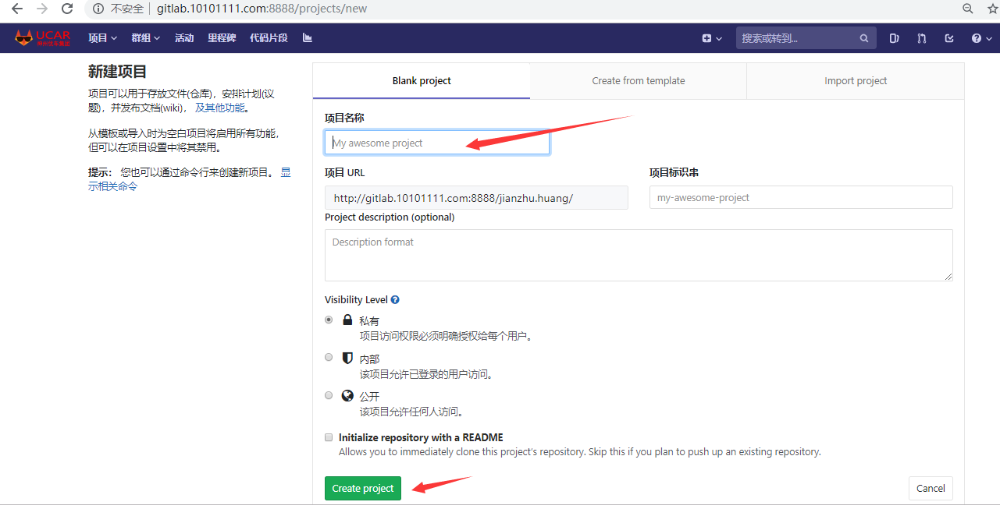 不安全 gitlab.10101111.com:8888/projects/new
UCAR 项目 群组 活动 里程碑 代码片段 搜索或转到...
新建项目
项目可以用于存放文件(仓库)，安排计划(议
题)，并发布文档(wiki)， 及其他功能。
从模板或导入时为空白项目将启用所有功能，
但可以在项目设置中将其禁用。
提示： 您也可以通过命令行来创建新项目。 显
示相关命令
Blank project
Create from template
Import project
项目名称
My awesome project
项目 URL
http://gitlab.10101111.com:8888/jianzhu.huang/
项目标识串
my-awesome-project
Project description (optional)
Description format
Visibility Level
私有
项目访问权限必须明确授权给每个用户。
内部
该项目允许已登录的用户访问。
公开
该项目允许任何人访问。
Initialize repository with a README
Allows you to immediately clone this project's repository. Skip this if you plan to push up an existing repository.
Create project
Cancel